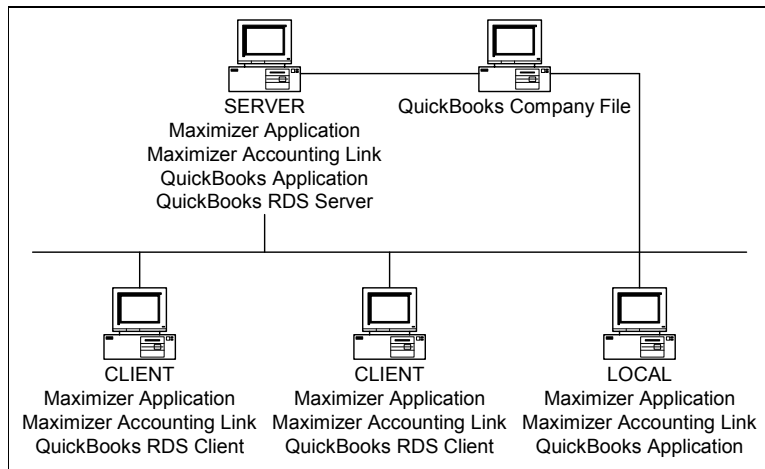 SERVER
Maximizer Application
Maximizer Accounting Link
QuickBooks Application
QuickBooks RDS Server
QuickBooks Company File
CLIENT
Maximizer Application
Maximizer Accounting Link
QuickBooks RDS Client
CLIENT
Maximizer Application
Maximizer Accounting Link
QuickBooks RDS Client
LOCAL
Maximizer Application
Maximizer Accounting Link
QuickBooks Application